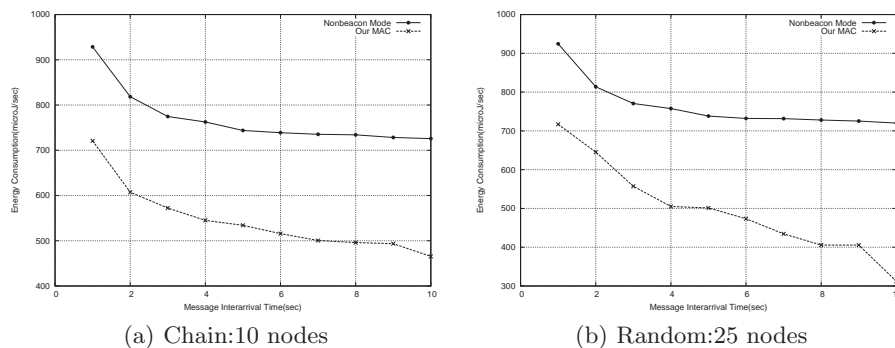 1000
900
800
700
600
500
400
0
2
4
6
8
10
Energy Consumption(microJ/sec)
Message Interarrival Time(sec)
Nonbeacon Mode
Our MAC
(a) Chain:10 nodes
1000
900
800
700
600
500
400
300
0
2
4
6
8
10
Energy Consumption(microJ/sec)
Message Interarrival Time(sec)
Nonbeacon Mode
Our MAC
(b) Random:25 nodes